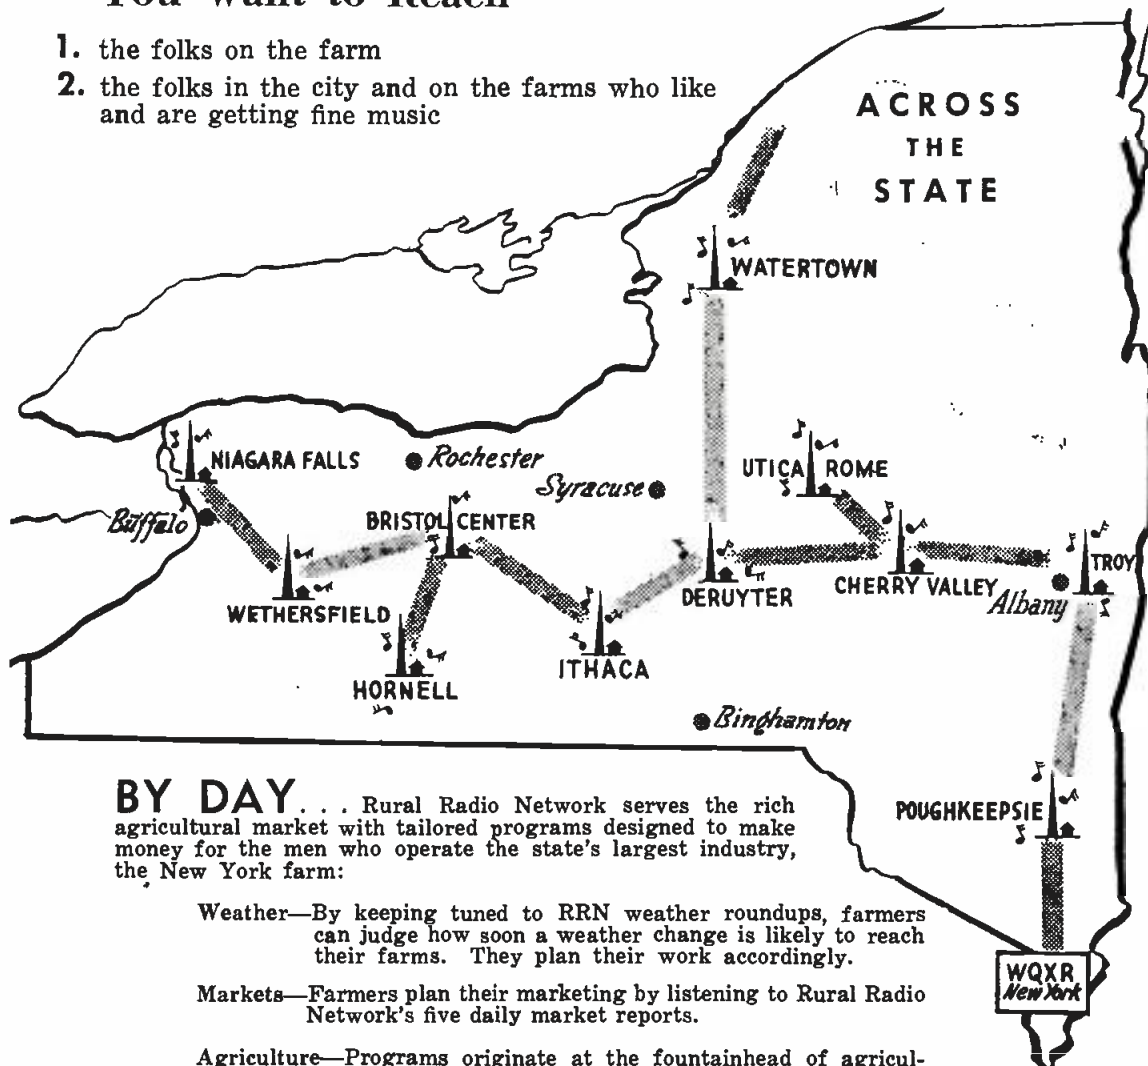 You want to Reach
1. the folks on the farm
2. the folks in the city and on the farms who like
and are getting fine music
ACROSS
THE
STATE
WATERTOWN
NIAGARA FALLS
Rochester
Syracuse
UTICA ROME
Buffalo
BRISTOL CENTER
WETHERSFIELD
DERUYTER
CHERRY VALLEY
TROY
Albany
HORNELL
ITHACA
Binghamton
POUGHKEEPSIE
WQXR
New York
BY DAY... Rural Radio Network serves the rich
agricultural market with tailored programs designed to make
money for the men who operate the state's largest industry,
the New York farm:
Weather—By keeping tuned to RRN weather roundups, farmers
can judge how soon a weather change is likely to reach
their farms. They plan their work accordingly.
Markets—Farmers plan their marketing by listening to Rural Radio
Network's five daily market reports.
Agriculture—Programs originate at the fountainhead of agricul-